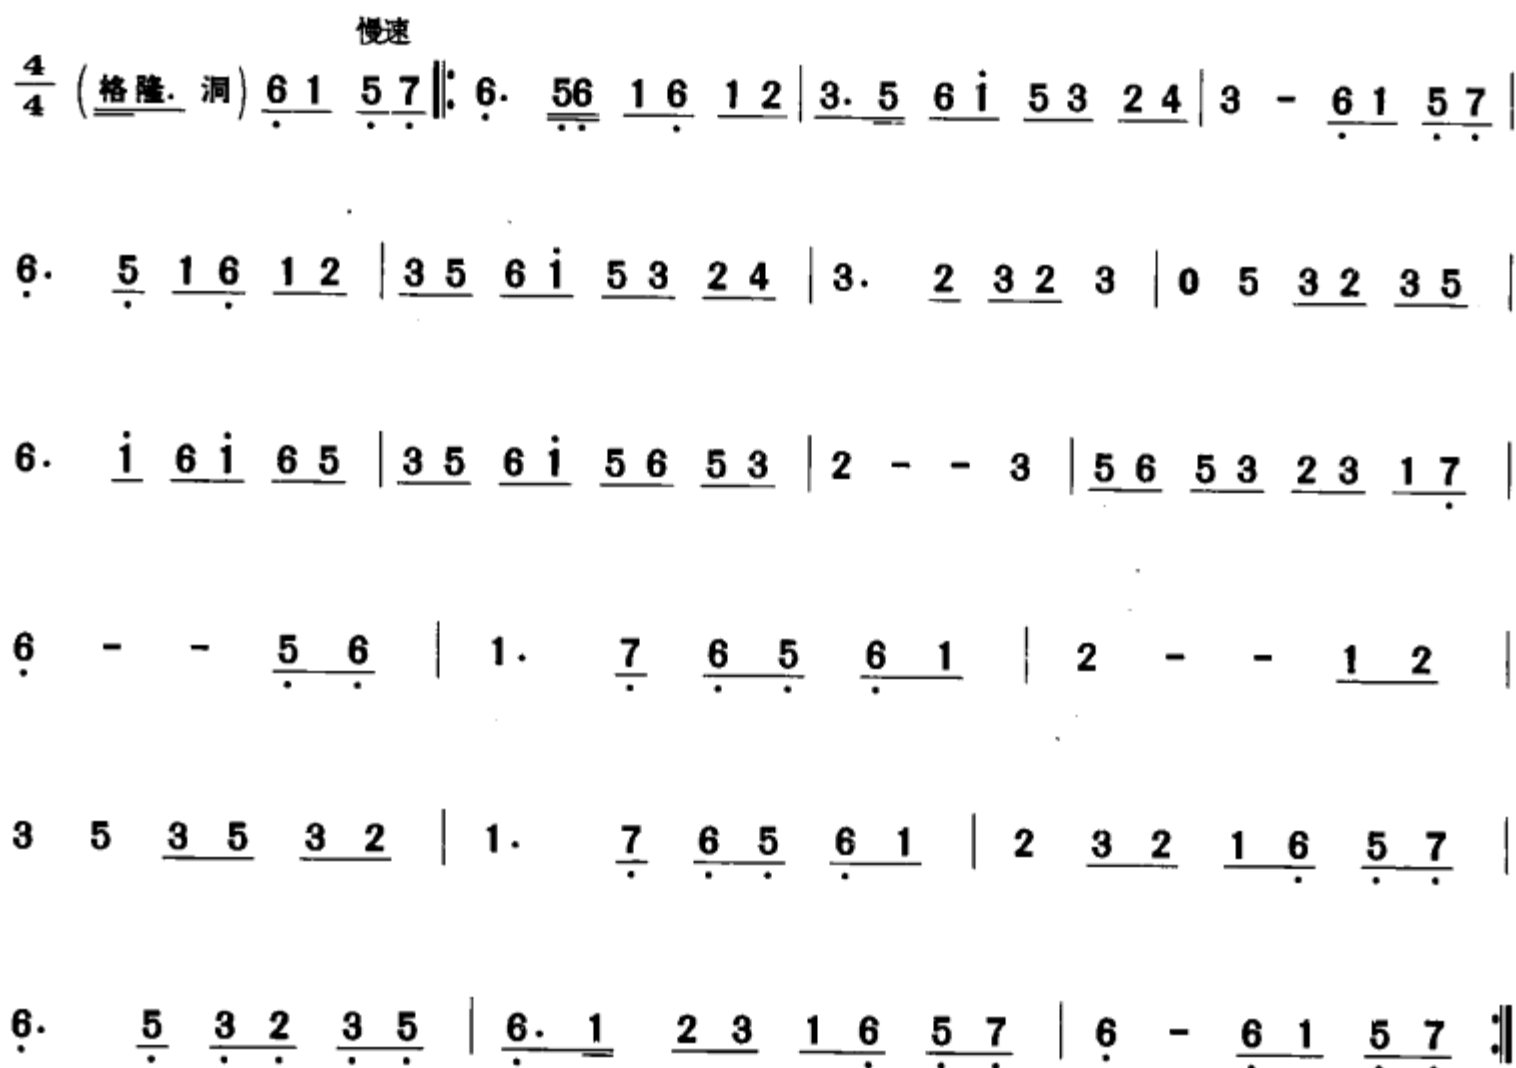 慢速
4/4 (格隆. 洞) 6̣ 1 5̣ 7̣ ‖: 6̣. 5̣6̣ 1 6̣ 1 2 | 3. 5 6 i 5 3 2 4 | 3 - 6̣ 1 5̣ 7̣ |
6̣. 5̣ 1 6̣ 1 2 | 3 5 6 i 5 3 2 4 | 3. 2 3 2 3 | 0 5 3 2 3 5 |
6. i 6 i 6 5 | 3 5 6 i 5 6 5 3 | 2 - - 3 | 5 6 5 3 2 3 1 7̣ |
6̣ - - 5̣ 6̣ | 1. 7̣ 6̣ 5̣ 6̣ 1 | 2 - - 1 2 |
3 5 3 5 3 2 | 1. 7̣ 6̣ 5̣ 6̣ 1 | 2 3 2 1 6̣ 5̣ 7̣ |
6̣. 5̣ 3̣ 2̣ 3̣ 5̣ | 6̣. 1 2 3 1 6̣ 5̣ 7̣ | 6̣ - 6̣ 1 5̣ 7̣ :‖